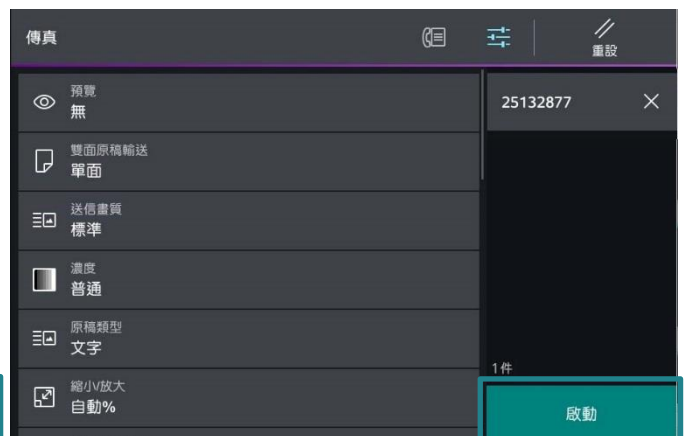 傳真
重設
預覽
無
25132877
雙面原稿輸送
單面
送信畫質
標準
濃度
普通
原稿類型
文字
1件
縮小/放大
自動%
啟動